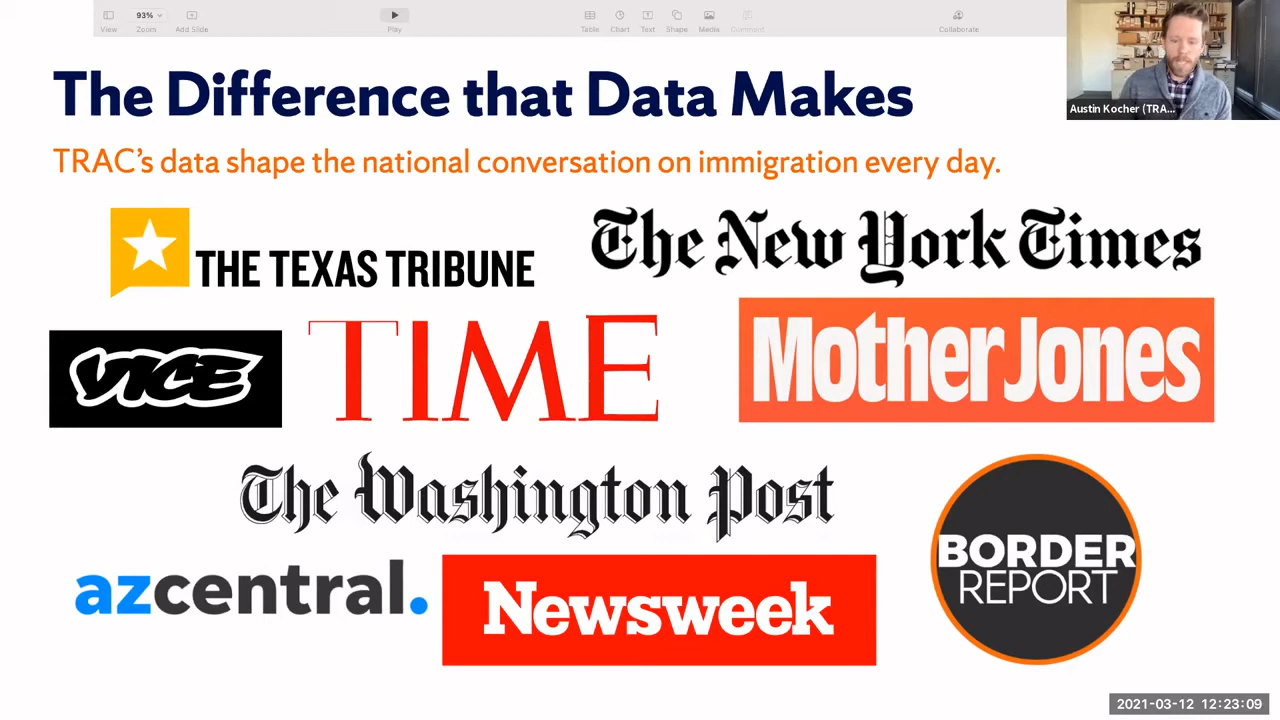 93%
View Zoom Add Slide Play Table Chart Text Shape Media Comment Collaborate
Austin Kocher (TRA...
The Difference that Data Makes
TRAC's data shape the national conversation on immigration every day.
THE TEXAS TRIBUNE
The New York Times
VICE
TIME
Mother Jones
The Washington Post
BORDER
REPORT
azcentral.
Newsweek
2021-03-12 12:23:09